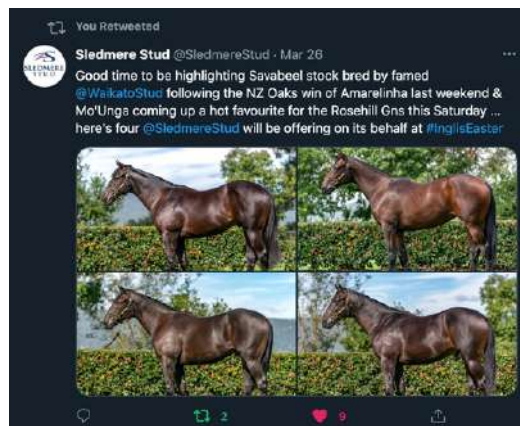 You Retweeted
Sledmere Stud @SledmereStud · Mar 26
SLEDMERE
STUD
Good time to be highlighting Savabeel stock bred by famed
@WaikatoStud following the NZ Oaks win of Amarelinha last weekend &
Mo'Unga coming up a hot favourite for the Rosehill Gns this Saturday ...
here's four @SledmereStud will be offering on its behalf at #InglisEaster
2
9